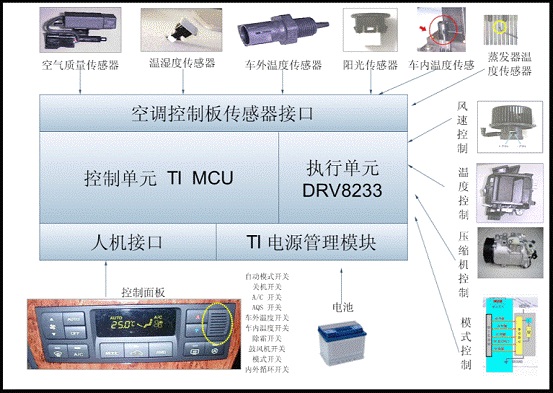 空气质量传感器
温湿度传感器
车外温度传感器
阳光传感器
车内温度传感
蒸发器温
度传感器
空调控制板传感器接口
控制单元 TI MCU
执行单元
DRV8233
人机接口
TI 电源管理模块
风速控制
温度控制
压缩机控制
模式控制
控制面板
自动模式开关
关机开关
A/C 开关
AQS 开关
车外温度开关
车内温度开关
除霜开关
鼓风机开关
模式开关
内外循环开关
电池
AUTO
A/C
25.0℃
AUTO
OFF
A/C
MODE